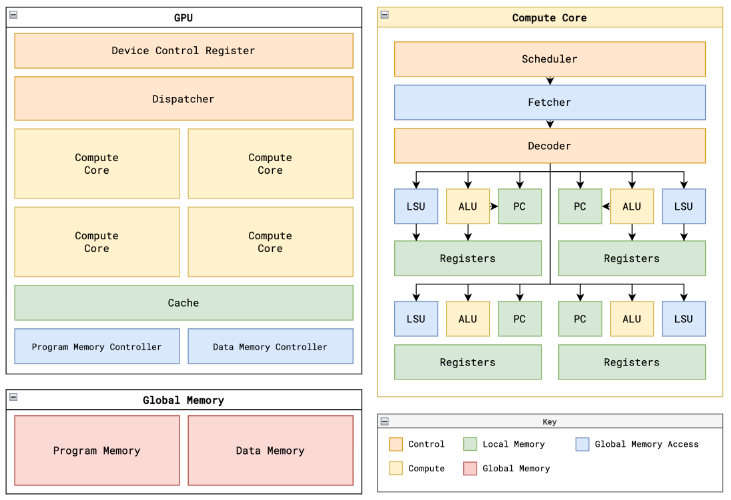 GPU
Device Control Register
Dispatcher
Compute
Core
Compute
Core
Compute
Core
Compute
Core
Cache
Program Memory Controller
Data Memory Controller
Global Memory
Program Memory
Data Memory
Compute Core
Scheduler
Fetcher
Decoder
LSU ALU PC PC ALU LSU
Registers Registers
LSU ALU PC PC ALU LSU
Registers Registers
Key
Control Local Memory Global Memory Access
Compute Global Memory